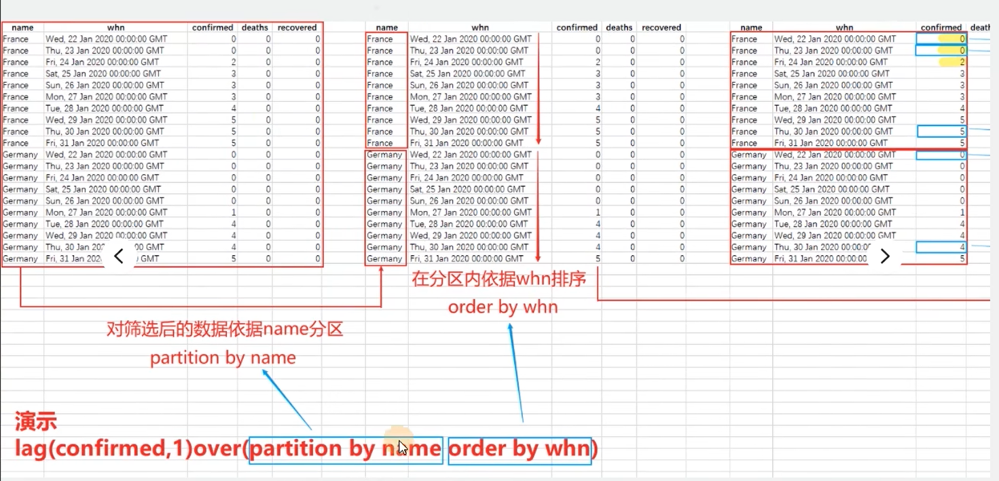 name whn confirmed deaths recovered name whn confirmed deaths recovered name whn confirmed
France Wed, 22 Jan 2020 00:00:00 GMT 0 0 0 France Wed, 22 Jan 2020 00:00:00 GMT 0 0 0 France Wed, 22 Jan 2020 00:00:00 GMT 0
France Thu, 23 Jan 2020 00:00:00 GMT 0 0 0 France Thu, 23 Jan 2020 00:00:00 GMT 0 0 0 France Thu, 23 Jan 2020 00:00:00 GMT 0
France Fri, 24 Jan 2020 00:00:00 GMT 2 0 0 France Fri, 24 Jan 2020 00:00:00 GMT 2 0 0 France Fri, 24 Jan 2020 00:00:00 GMT 2
France Sat, 25 Jan 2020 00:00:00 GMT 3 0 0 France Sat, 25 Jan 2020 00:00:00 GMT 3 0 0 France Sat, 25 Jan 2020 00:00:00 GMT 3
France Sun, 26 Jan 2020 00:00:00 GMT 3 0 0 France Sun, 26 Jan 2020 00:00:00 GMT 3 0 0 France Sun, 26 Jan 2020 00:00:00 GMT 3
France Mon, 27 Jan 2020 00:00:00 GMT 3 0 0 France Mon, 27 Jan 2020 00:00:00 GMT 3 0 0 France Mon, 27 Jan 2020 00:00:00 GMT 3
France Tue, 28 Jan 2020 00:00:00 GMT 4 0 0 France Tue, 28 Jan 2020 00:00:00 GMT 4 0 0 France Tue, 28 Jan 2020 00:00:00 GMT 4
France Wed, 29 Jan 2020 00:00:00 GMT 5 0 0 France Wed, 29 Jan 2020 00:00:00 GMT 5 0 0 France Wed, 29 Jan 2020 00:00:00 GMT 5
France Thu, 30 Jan 2020 00:00:00 GMT 5 0 0 France Thu, 30 Jan 2020 00:00:00 GMT 5 0 0 France Thu, 30 Jan 2020 00:00:00 GMT 5
France Fri, 31 Jan 2020 00:00:00 GMT 5 0 0 France Fri, 31 Jan 2020 00:00:00 GMT 5 0 0 France Fri, 31 Jan 2020 00:00:00 GMT 5
Germany Wed, 22 Jan 2020 00:00:00 GMT 0 0 0 Germany Wed, 22 Jan 2020 00:00:00 GMT 0 0 0 Germany Wed, 22 Jan 2020 00:00:00 GMT 0
Germany Thu, 23 Jan 2020 00:00:00 GMT 0 0 0 Germany Thu, 23 Jan 2020 00:00:00 GMT 0 0 0 Germany Thu, 23 Jan 2020 00:00:00 GMT 0
Germany Fri, 24 Jan 2020 00:00:00 GMT 0 0 0 Germany Fri, 24 Jan 2020 00:00:00 GMT 0 0 0 Germany Fri, 24 Jan 2020 00:00:00 GMT 0
Germany Sat, 25 Jan 2020 00:00:00 GMT 0 0 0 Germany Sat, 25 Jan 2020 00:00:00 GMT 0 0 0 Germany Sat, 25 Jan 2020 00:00:00 GMT 0
Germany Sun, 26 Jan 2020 00:00:00 GMT 0 0 0 Germany Sun, 26 Jan 2020 00:00:00 GMT 0 0 0 Germany Sun, 26 Jan 2020 00:00:00 GMT 0
Germany Mon, 27 Jan 2020 00:00:00 GMT 1 0 0 Germany Mon, 27 Jan 2020 00:00:00 GMT 1 0 0 Germany Mon, 27 Jan 2020 00:00:00 GMT 1
Germany Tue, 28 Jan 2020 00:00:00 GMT 4 0 0 Germany Tue, 28 Jan 2020 00:00:00 GMT 4 0 0 Germany Tue, 28 Jan 2020 00:00:00 GMT 4
Germany Wed, 29 Jan 2020 00:00:00 GMT 4 0 0 Germany Wed, 29 Jan 2020 00:00:00 GMT 4 0 0 Germany Wed, 29 Jan 2020 00:00:00 GMT 4
Germany Thu, 30 Jan GMT 4 0 0 Germany Thu, 30 Jan 2020 00:00:00 GMT 4 0 0 Germany Thu, 30 Jan 2020 4
Germany Fri, 31 Jan GMT 5 0 0 Germany Fri, 31 Jan 2020 00:00:00 GMT 5 0 0 Germany Fri, 31 Jan 2020 00:00:00 5
在分区内依据whn排序
order by whn
对筛选后的数据依据name分区
partition by name
演示
lag(confirmed,1)over(partition by name order by whn)